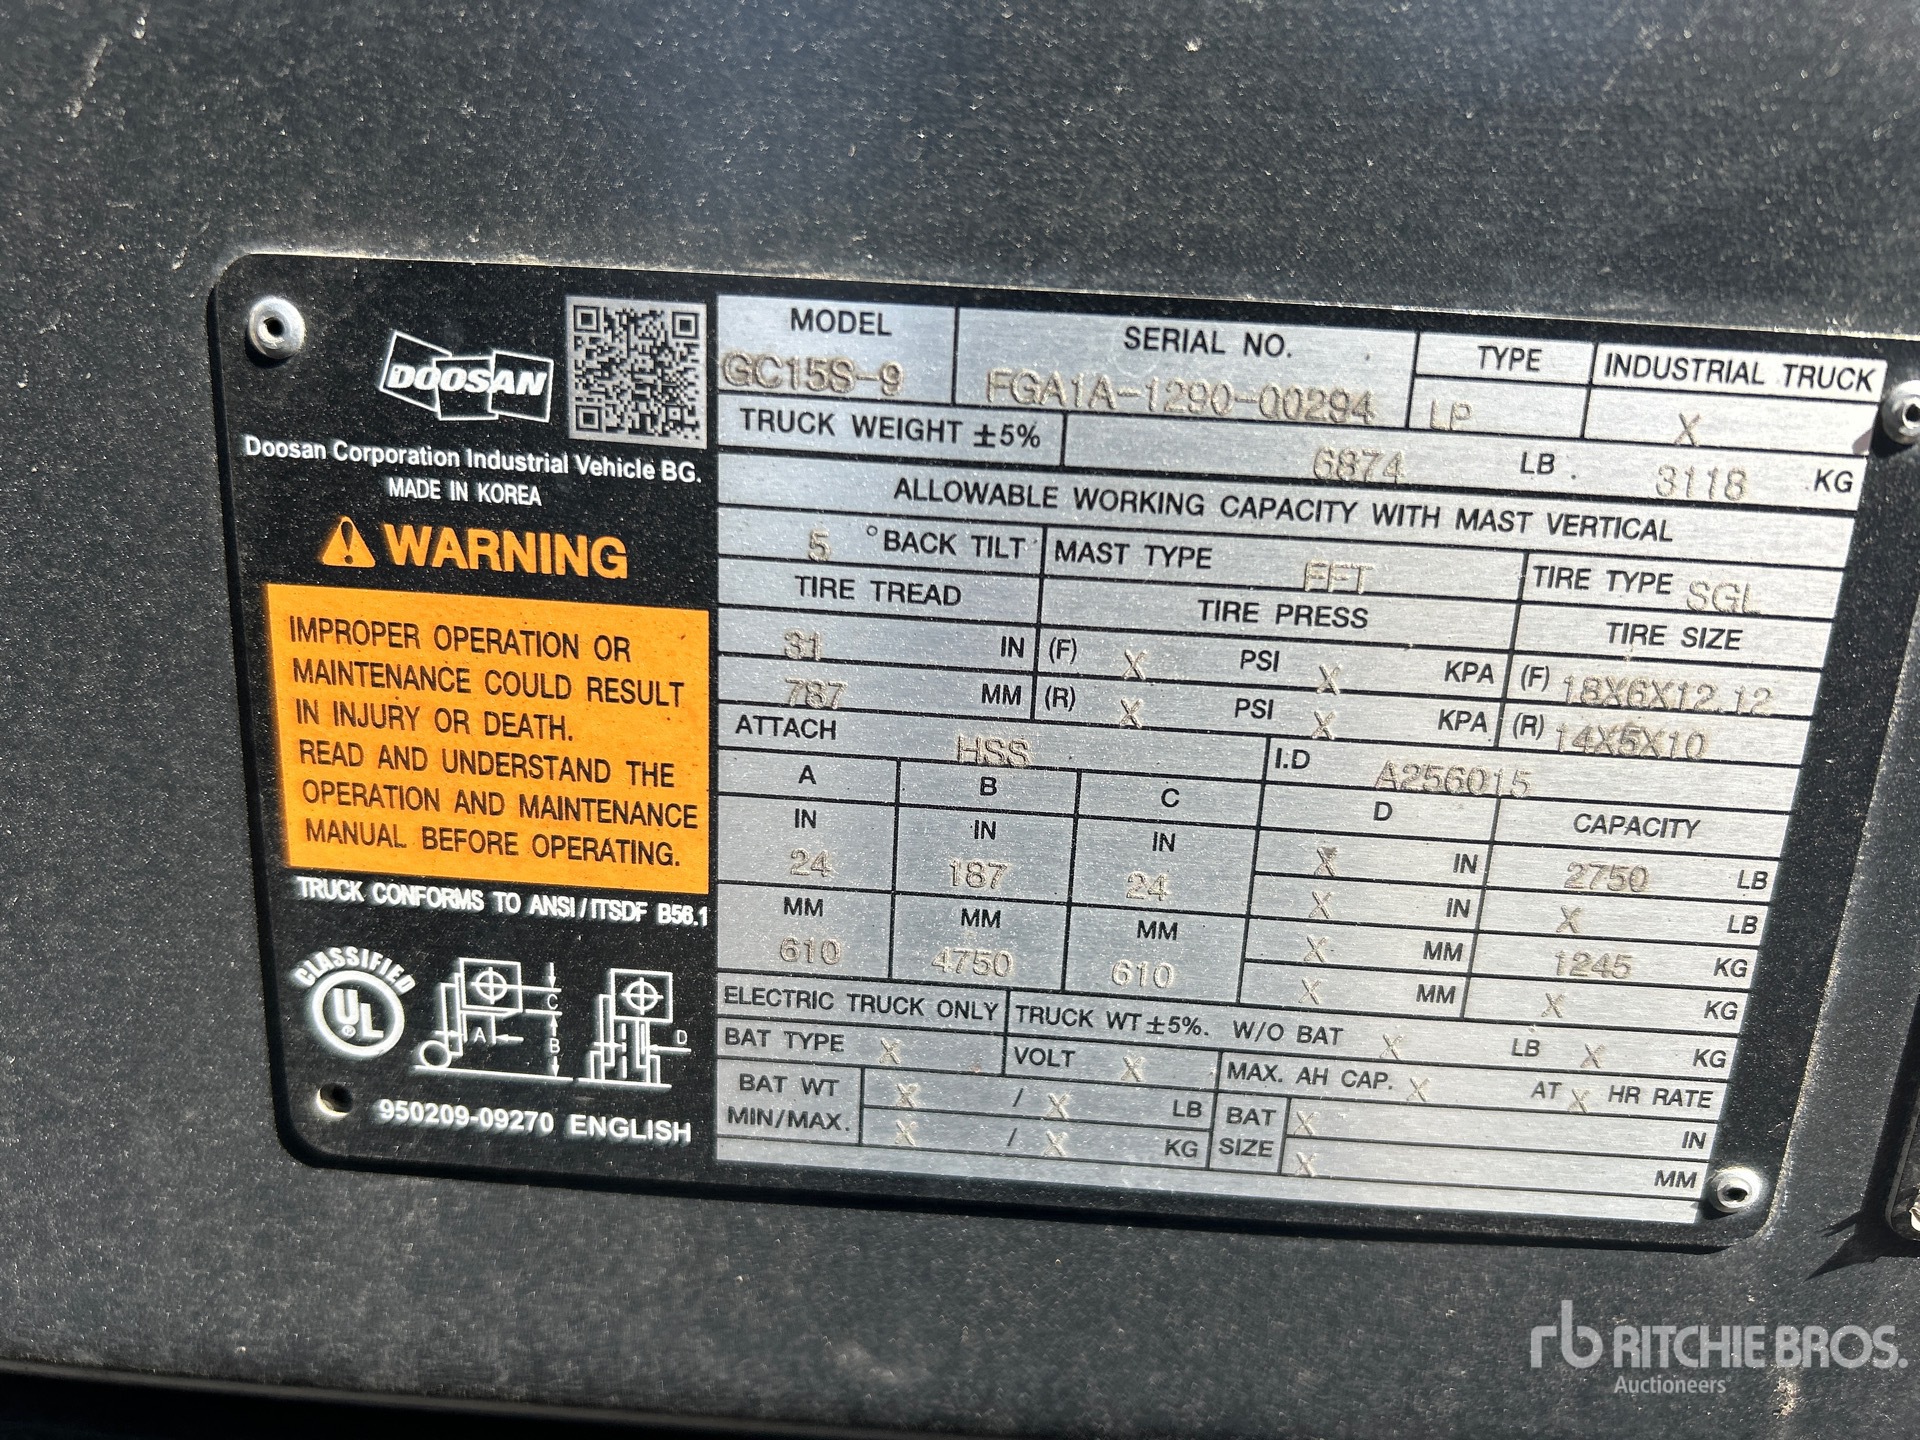 DOOSAN
Doosan Corporation Industrial Vehicle BG.
MADE IN KOREA
WARNING
IMPROPER OPERATION OR
MAINTENANCE COULD RESULT
IN INJURY OR DEATH.
READ AND UNDERSTAND THE
OPERATION AND MAINTENANCE
MANUAL BEFORE OPERATING.
TRUCK CONFORMS TO ANSI/ITSDF B56.1
CLASSIFIED
UL ®
A B C D
950209-09270 ENGLISH
MODEL SERIAL NO. TYPE INDUSTRIAL TRUCK
GC15S-9 FGA1A-1290-00294 LP X
TRUCK WEIGHT ±5% 6874 LB . 3118 KG
ALLOWABLE WORKING CAPACITY WITH MAST VERTICAL
5 °BACK TILT MAST TYPE FFT TIRE TYPE SGL
TIRE TREAD TIRE PRESS TIRE SIZE
31 IN (F) X PSI X KPA (F) 18X6X12.12
787 MM (R) X PSI X KPA (R) 14X5X10
ATTACH HSS I.D A256015
A B C D CAPACITY
IN IN IN X IN 2750 LB
24 187 24 X IN X LB
MM MM MM X MM 1245 KG
610 4750 610 X MM X KG
ELECTRIC TRUCK ONLY TRUCK WT ±5%. W/O BAT X LB X KG
BAT TYPE X VOLT X MAX. AH CAP. X AT X HR RATE
BAT WT MIN/MAX. X / X LB BAT SIZE X IN
X / X KG X MM
rb RITCHIE BROS.
Auctioneers